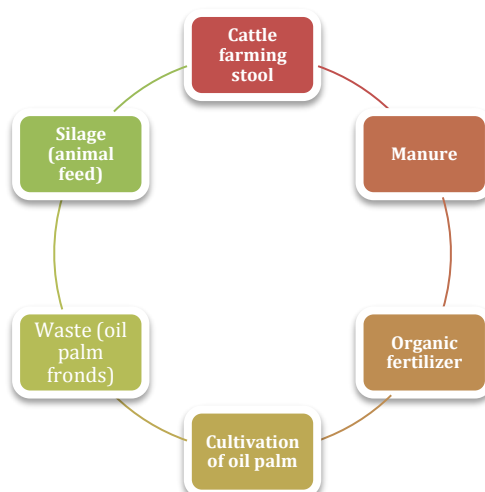 Cattle
farming
stool
Manure
Organic
fertilizer
Cultivation
of oil palm
Waste (oil
palm
fronds)
Silage
(animal
feed)